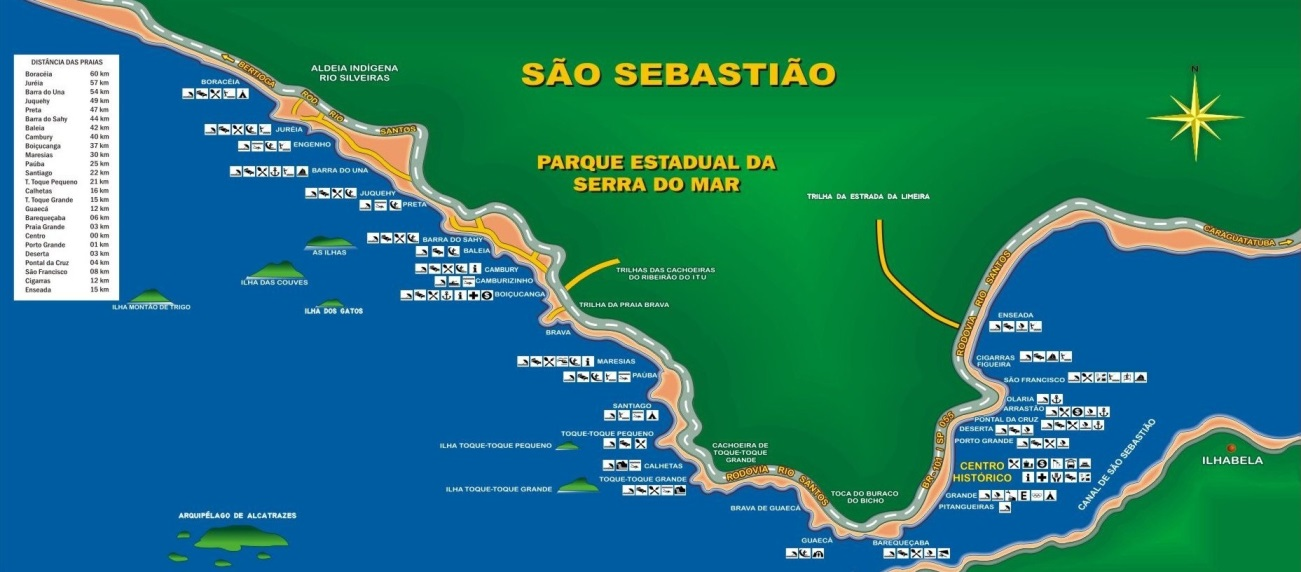 SÃO SEBASTIÃO
PARQUE ESTADUAL DA
SERRA DO MAR
DISTÂNCIA DAS PRAIAS
Boracéia 60 km
Juréia 57 km
Barra do Una 54 km
Juquehy 49 km
Preta 47 km
Barra do Sahy 44 km
Baleia 42 km
Cambury 40 km
Boiçucanga 37 km
Maresias 30 km
Paúba 25 km
Santiago 22 km
T. Toque Pequeno 21 km
Calhetas 16 km
T. Toque Grande 15 km
Guaecá 12 km
Barequeçaba 06 km
Praia Grande 03 km
Centro 00 km
Porto Grande 01 km
Deserta 03 km
Pontal da Cruz 04 km
São Francisco 08 km
Cigarras 12 km
Enseada 15 km
BERTIOGA
ROD RIO SANTOS
ALDEIA INDÍGENA
RIO SILVEIRAS
BORACÉIA
JURÉIA
ENGENHO
BARRA DO UNA
JUQUEHY
PRETA
BARRA DO SAHY
BALEIA
CAMBURY
CAMBURIZINHO
BOIÇUCANGA
BRAVA
AS ILHAS
ILHA DAS COUVES
ILHA MONTÃO DE TRIGO
ILHA DOS GATOS
TRILHAS DAS CACHOEIRAS
DO RIBEIRÃO DO ITU
TRILHA DA PRAIA BRAVA
MARESIAS
PAÚBA
SANTIAGO
TOQUE-TOQUE PEQUENO
ILHA TOQUE-TOQUE PEQUENO
CALHETAS
TOQUE-TOQUE GRANDE
ILHA TOQUE-TOQUE GRANDE
ARQUIPÉLAGO DE ALCATRAZES
CACHOEIRA DE
TOQUE-TOQUE
GRANDE
RODOVIA RIO SANTOS
BRAVA DE GUAECÁ
GUAECÁ
TOCA DO BURACO
DO BICHO
BAREQUEÇABA
TRILHA DA ESTRADA DA LIMEIRA
N
CARAGUATATUBA
RODOVIA RIO SANTOS
BR 101 / SP 055
ENSEADA
CIGARRAS
FIGUEIRA
SÃO FRANCISCO
OLARIA
ARRASTÃO
PONTAL DA CRUZ
DESERTA
PORTO GRANDE
CENTRO
HISTÓRICO
GRANDE
E
PITANGUEIRAS
CANAL DE SÃO SEBASTIÃO
ILHABELA